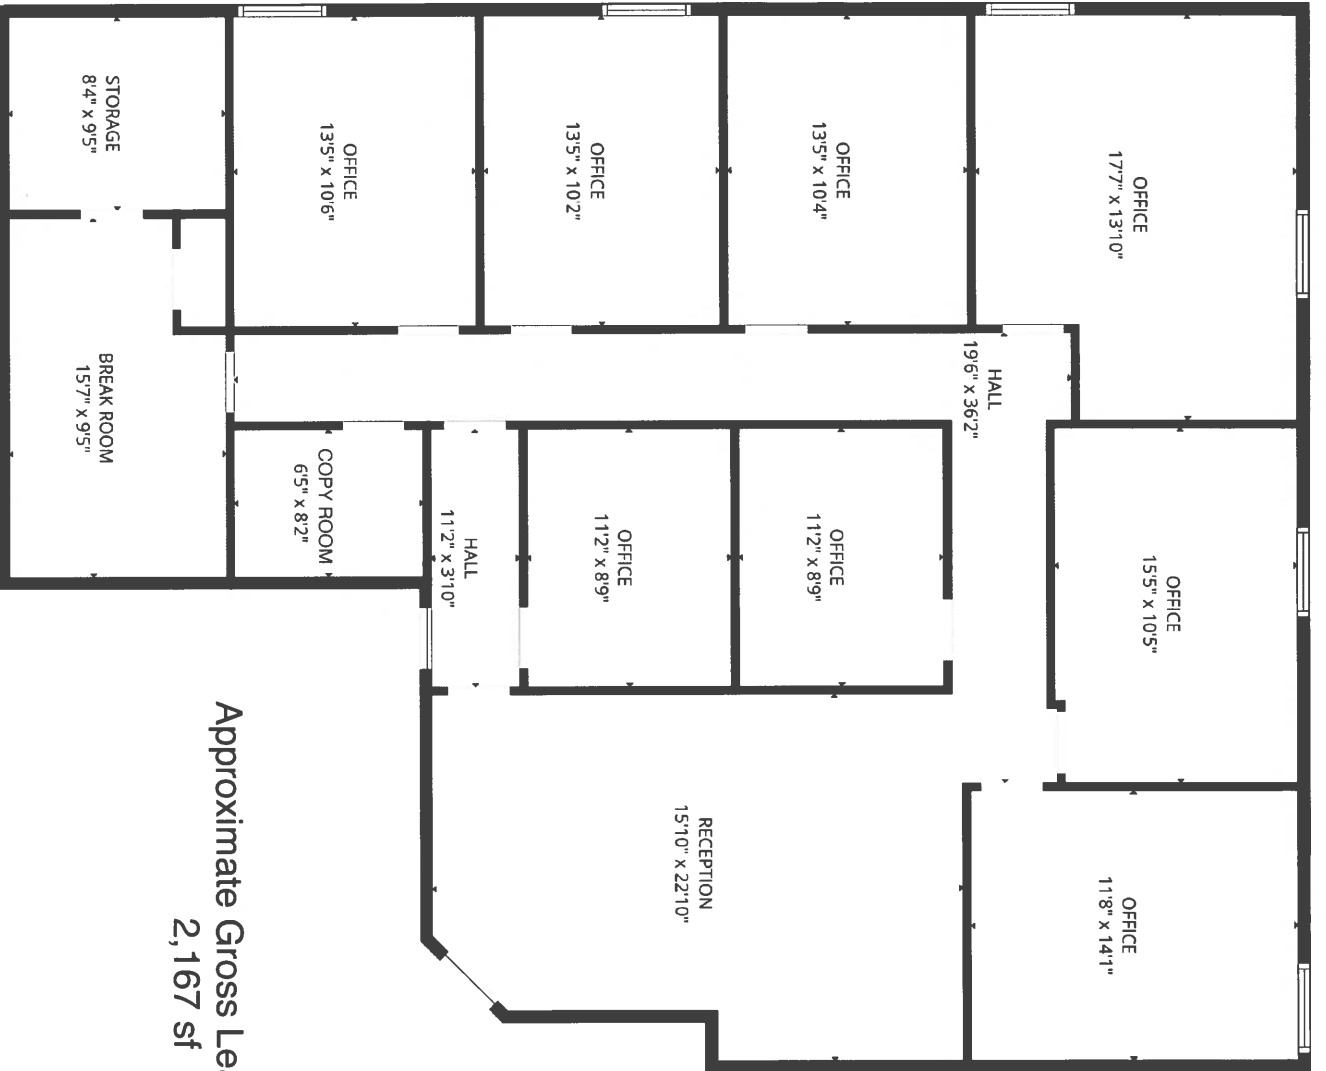 STORAGE
8'4" x 9'5"
OFFICE
13'5" x 10'6"
OFFICE
13'5" x 10'2"
OFFICE
13'5" x 10'4"
OFFICE
17'7" x 13'10"
BREAK ROOM
15'7" x 9'5"
HALL
19'6" x 36'2"
COPY ROOM
6'5" x 8'2"
HALL
11'2" x 3'10"
OFFICE
11'2" x 8'9"
OFFICE
11'2" x 8'9"
OFFICE
15'5" x 10'5"
RECEPTION
15'10" x 22'10"
OFFICE
11'8" x 14'1"
Approximate Gross Le
2,167 sf